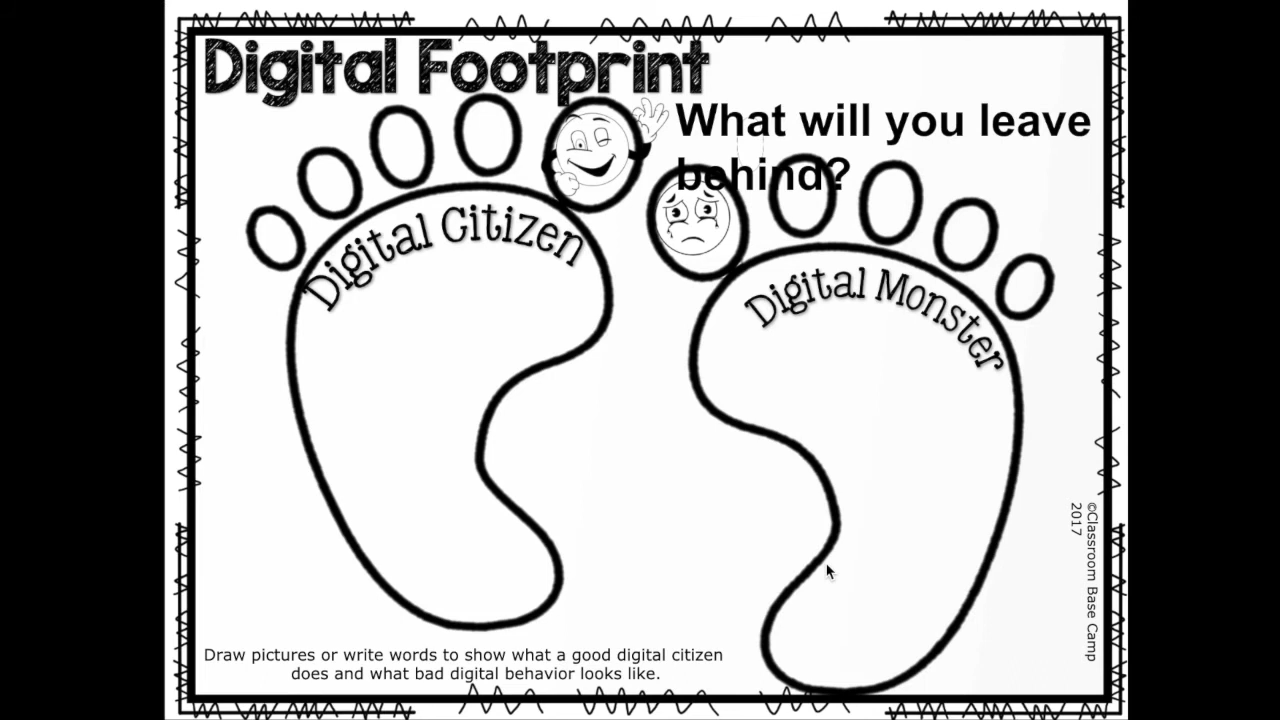 Digital Footprint
What will you leave
behind?
Digital Citizen
Digital Monster
©Classroom Base Camp
2017
Draw pictures or write words to show what a good digital citizen
does and what bad digital behavior looks like.